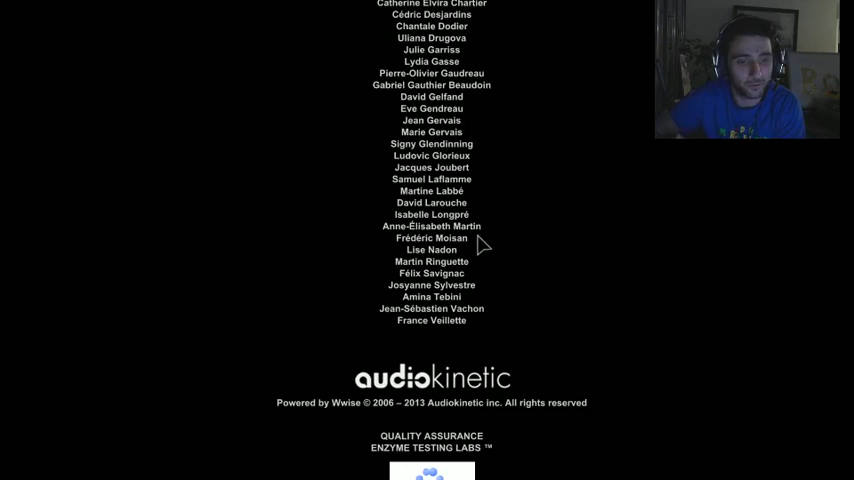 Catherine Elvira Chartier
Cédric Desjardins
Chantale Dodier
Uliana Drugova
Julie Garriss
Lydia Gasse
Pierre-Olivier Gaudreau
Gabriel Gauthier Beaudoin
David Gelfand
Eve Gendreau
Jean Gervais
Marie Gervais
Signy Glendinning
Ludovic Glorieux
Jacques Joubert
Samuel Laflamme
Martine Labbé
David Larouche
Isabelle Longpré
Anne-Élisabeth Martin
Frédéric Moisan
Lise Nadon
Martin Ringuette
Félix Savignac
Josyanne Sylvestre
Amina Tebini
Jean-Sébastien Vachon
France Veillette
audiokinetic
Powered by Wwise © 2006 – 2013 Audiokinetic inc. All rights reserved
QUALITY ASSURANCE
ENZYME TESTING LABS ™